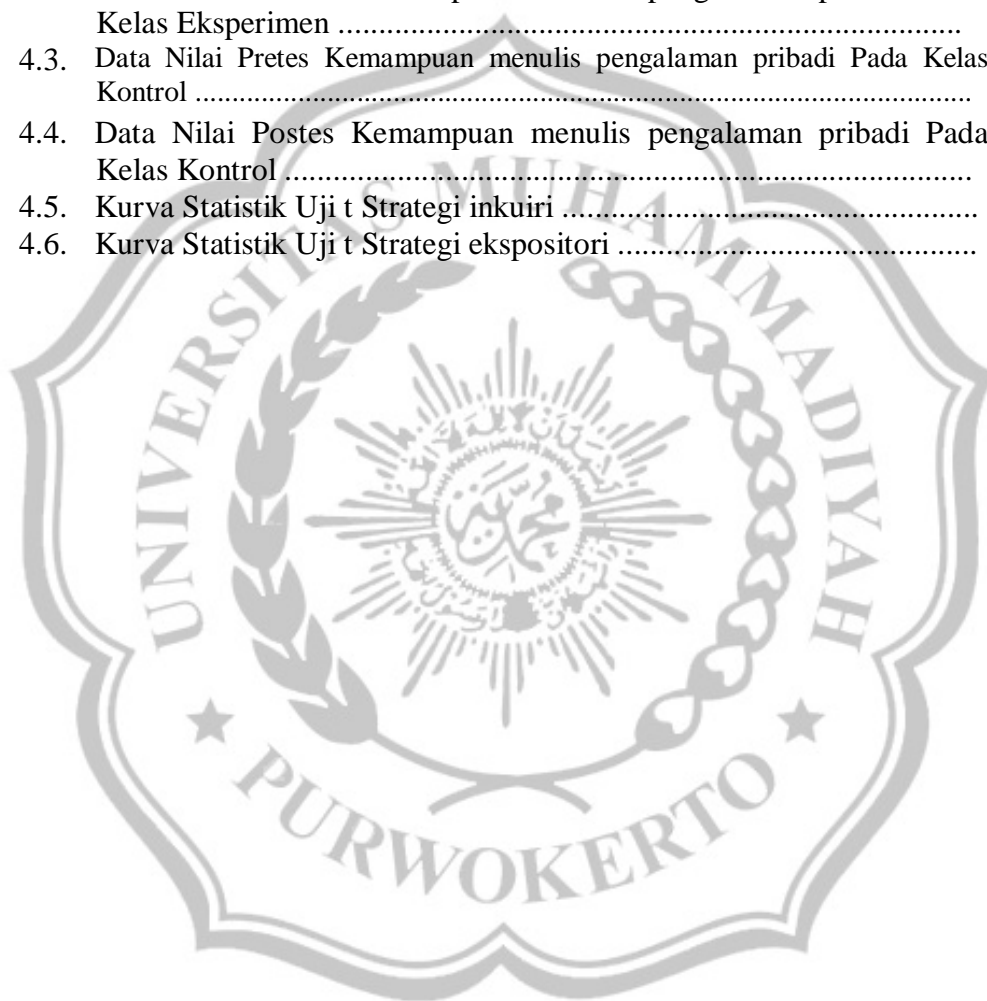 Kelas Eksperimen ...........................................................................
4.3. Data Nilai Pretes Kemampuan menulis pengalaman pribadi Pada Kelas
Kontrol ........................................................................................................
4.4. Data Nilai Postes Kemampuan menulis pengalaman pribadi Pada
Kelas Kontrol ...................................................................................
4.5. Kurva Statistik Uji t Strategi inkuiri ..................................................
4.6. Kurva Statistik Uji t Strategi ekspositori ...........................................
UNIVERSITAS MUHAMMADIYAH
PURWOKERTO